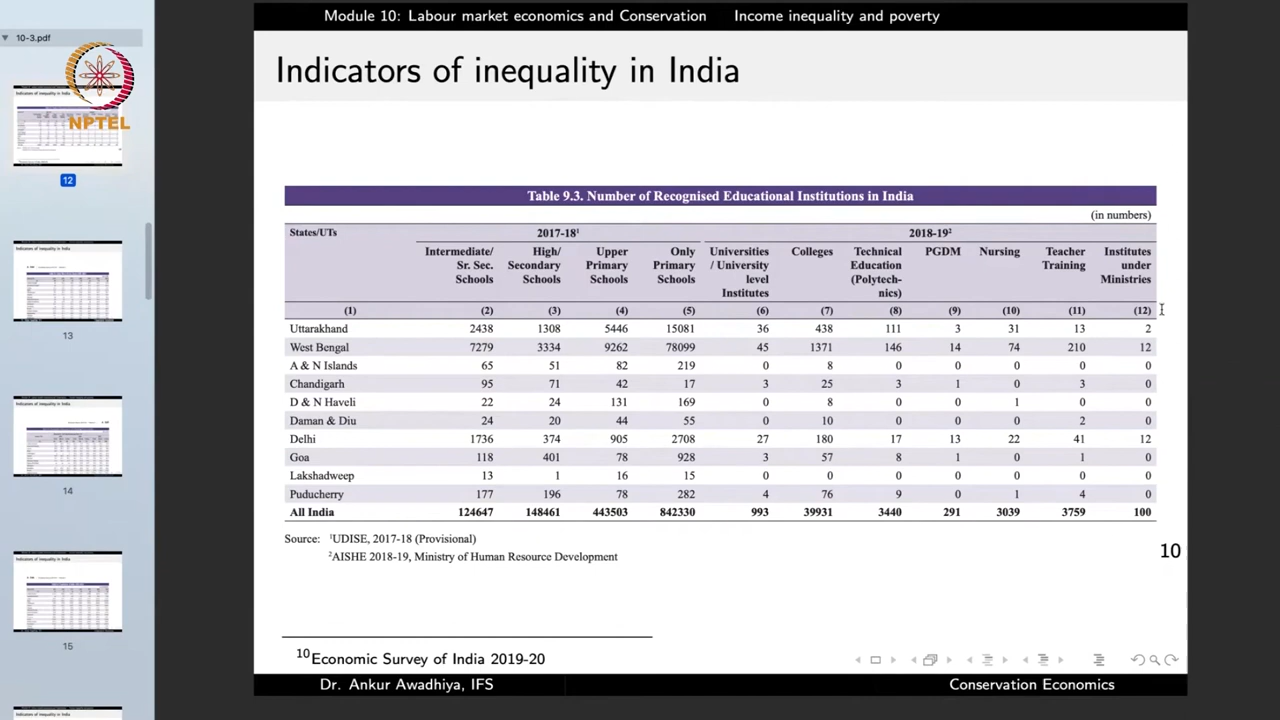 Module 10: Labour market economics and Conservation Income inequality and poverty
10-3.pdf
NPTEL
12
13
14
15
Indicators of inequality in India
Table 9.3. Number of Recognised Educational Institutions in India
(in numbers)
States/UTs 2017-18¹ 2018-19²
Intermediate/ Sr. Sec. Schools High/ Secondary Schools Upper Primary Schools Only Primary Schools Universities / University level Institutes Colleges Technical Education (Polytech-nics) PGDM Nursing Teacher Training Institutes under Ministries
(1) (2) (3) (4) (5) (6) (7) (8) (9) (10) (11) (12)
Uttarakhand 2438 1308 5446 15081 36 438 111 3 31 13 2
West Bengal 7279 3334 9262 78099 45 1371 146 14 74 210 12
A & N Islands 65 51 82 219 0 8 0 0 0 0 0
Chandigarh 95 71 42 17 3 25 3 1 0 3 0
D & N Haveli 22 24 131 169 0 8 0 0 1 0 0
Daman & Diu 24 20 44 55 0 10 0 0 0 2 0
Delhi 1736 374 905 2708 27 180 17 13 22 41 12
Goa 118 401 78 928 3 57 8 1 0 1 0
Lakshadweep 13 1 16 15 0 0 0 0 0 0 0
Puducherry 177 196 78 282 4 76 9 0 1 4 0
All India 124647 148461 443503 842330 993 39931 3440 291 3039 3759 100
Source: ¹UDISE, 2017-18 (Provisional)
²AISHE 2018-19, Ministry of Human Resource Development
10
10Economic Survey of India 2019-20
Dr. Ankur Awadhiya, IFS Conservation Economics